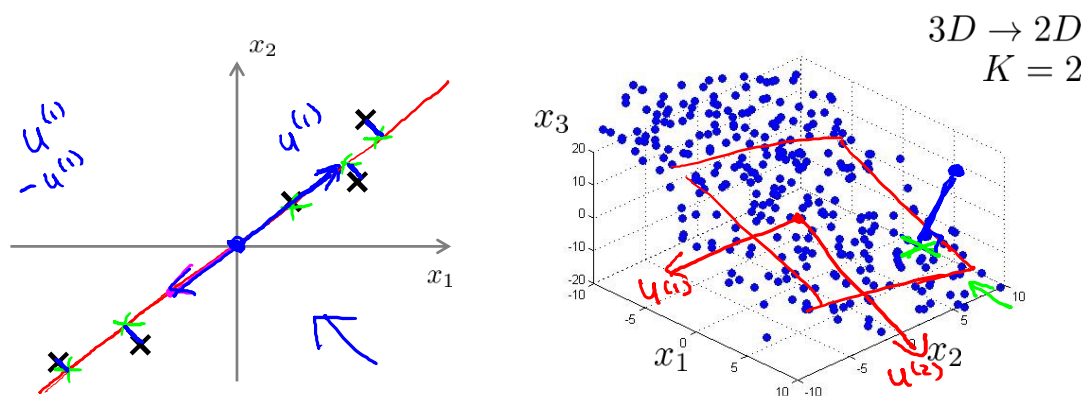 x₂
u⁽¹⁾
-u⁽¹⁾
u⁽¹⁾
x₁
3D → 2D
K = 2
x₃
20
10
0
-10
-20
-10
-5
0
5
10
-10
-5
0
5
10
x₁
x₂
u⁽¹⁾
u⁽²⁾